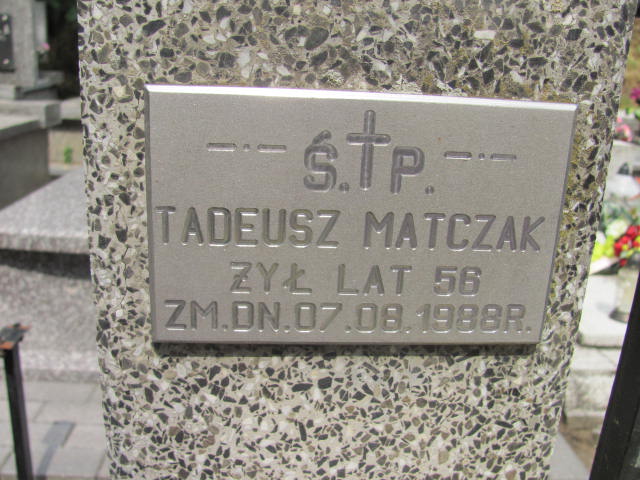 Ś.†P.
TADEUSZ MATCZAK
ŻYŁ LAT 56
ZM.DN.07.08.1988R.